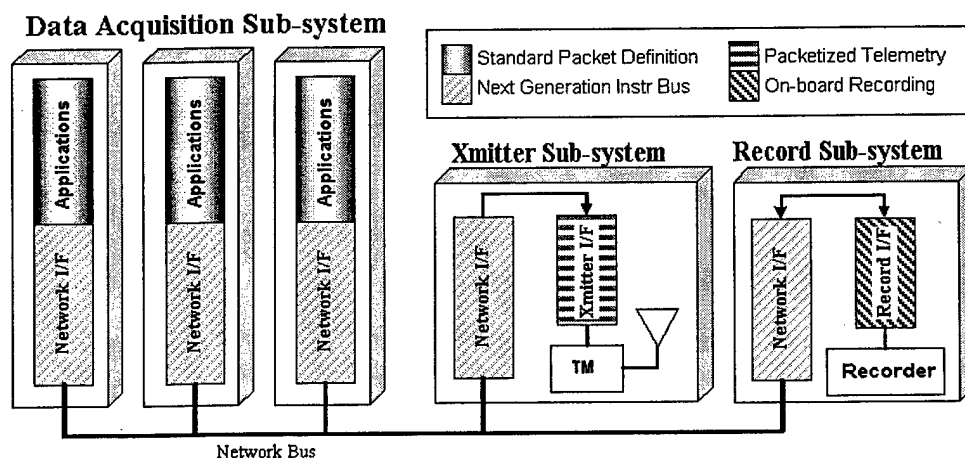 Data Acquisition Sub-system
Standard Packet Definition
Next Generation Instr Bus
Packetized Telemetry
On-board Recording
Applications
Network I/F
Applications
Network I/F
Applications
Network I/F
Xmitter Sub-system
Network I/F
Xmitter I/F
TM
Record Sub-system
Network I/F
Record I/F
Recorder
Network Bus